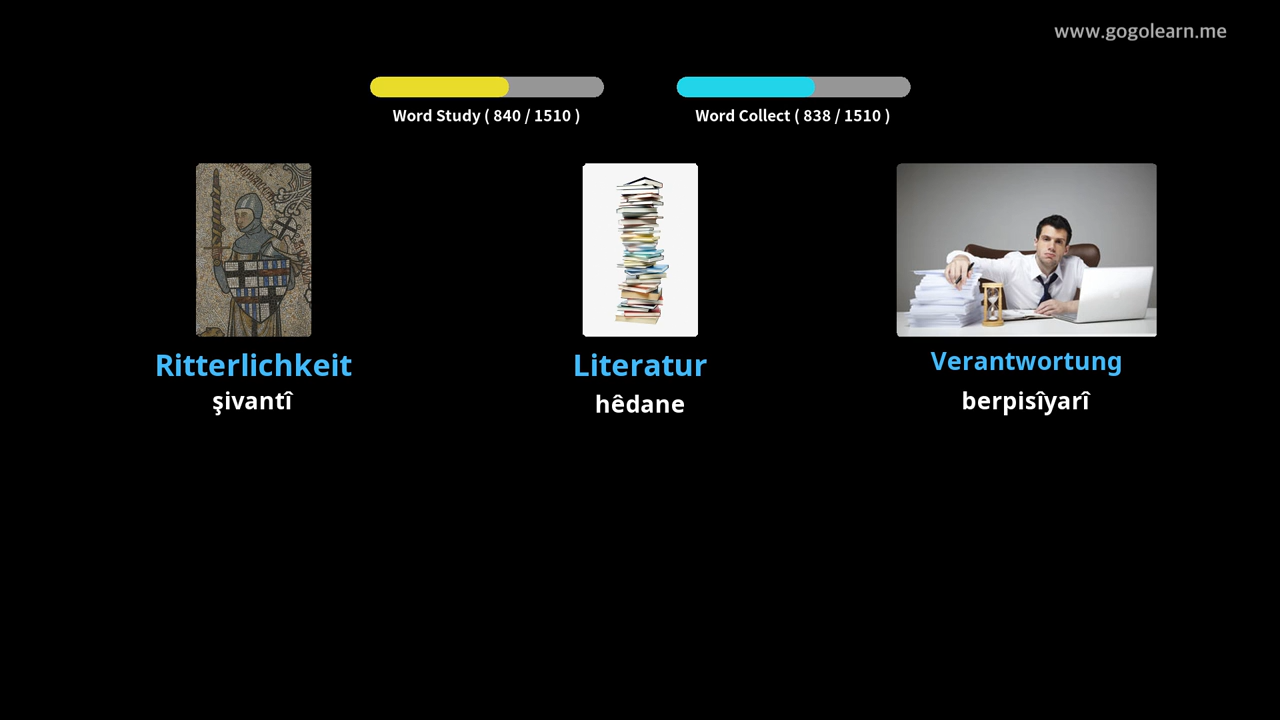 www.gogolearn.me
Word Study ( 840 / 1510 )
Word Collect ( 838 / 1510 )
Ritterlichkeit
şivantî
Literatur
hêdane
Verantwortung
berpisîyarî